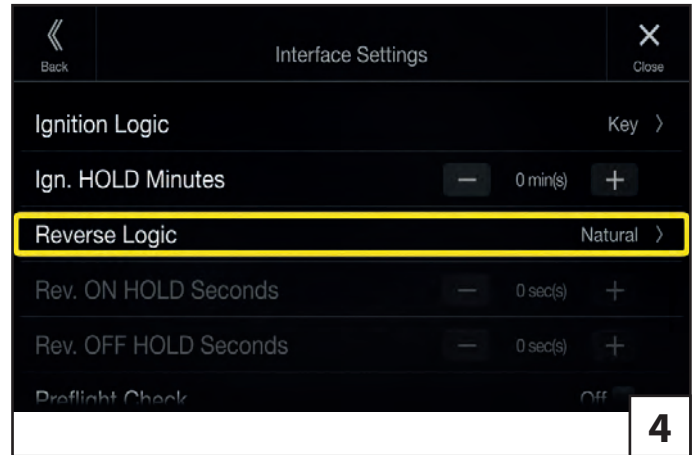 Back
Interface Settings
Close
Ignition Logic Key
Ign. HOLD Minutes − 0 min(s) +
Reverse Logic Natural
Rev. ON HOLD Seconds − 0 sec(s) +
Rev. OFF HOLD Seconds − 0 sec(s) +
Preflight Check Off
4